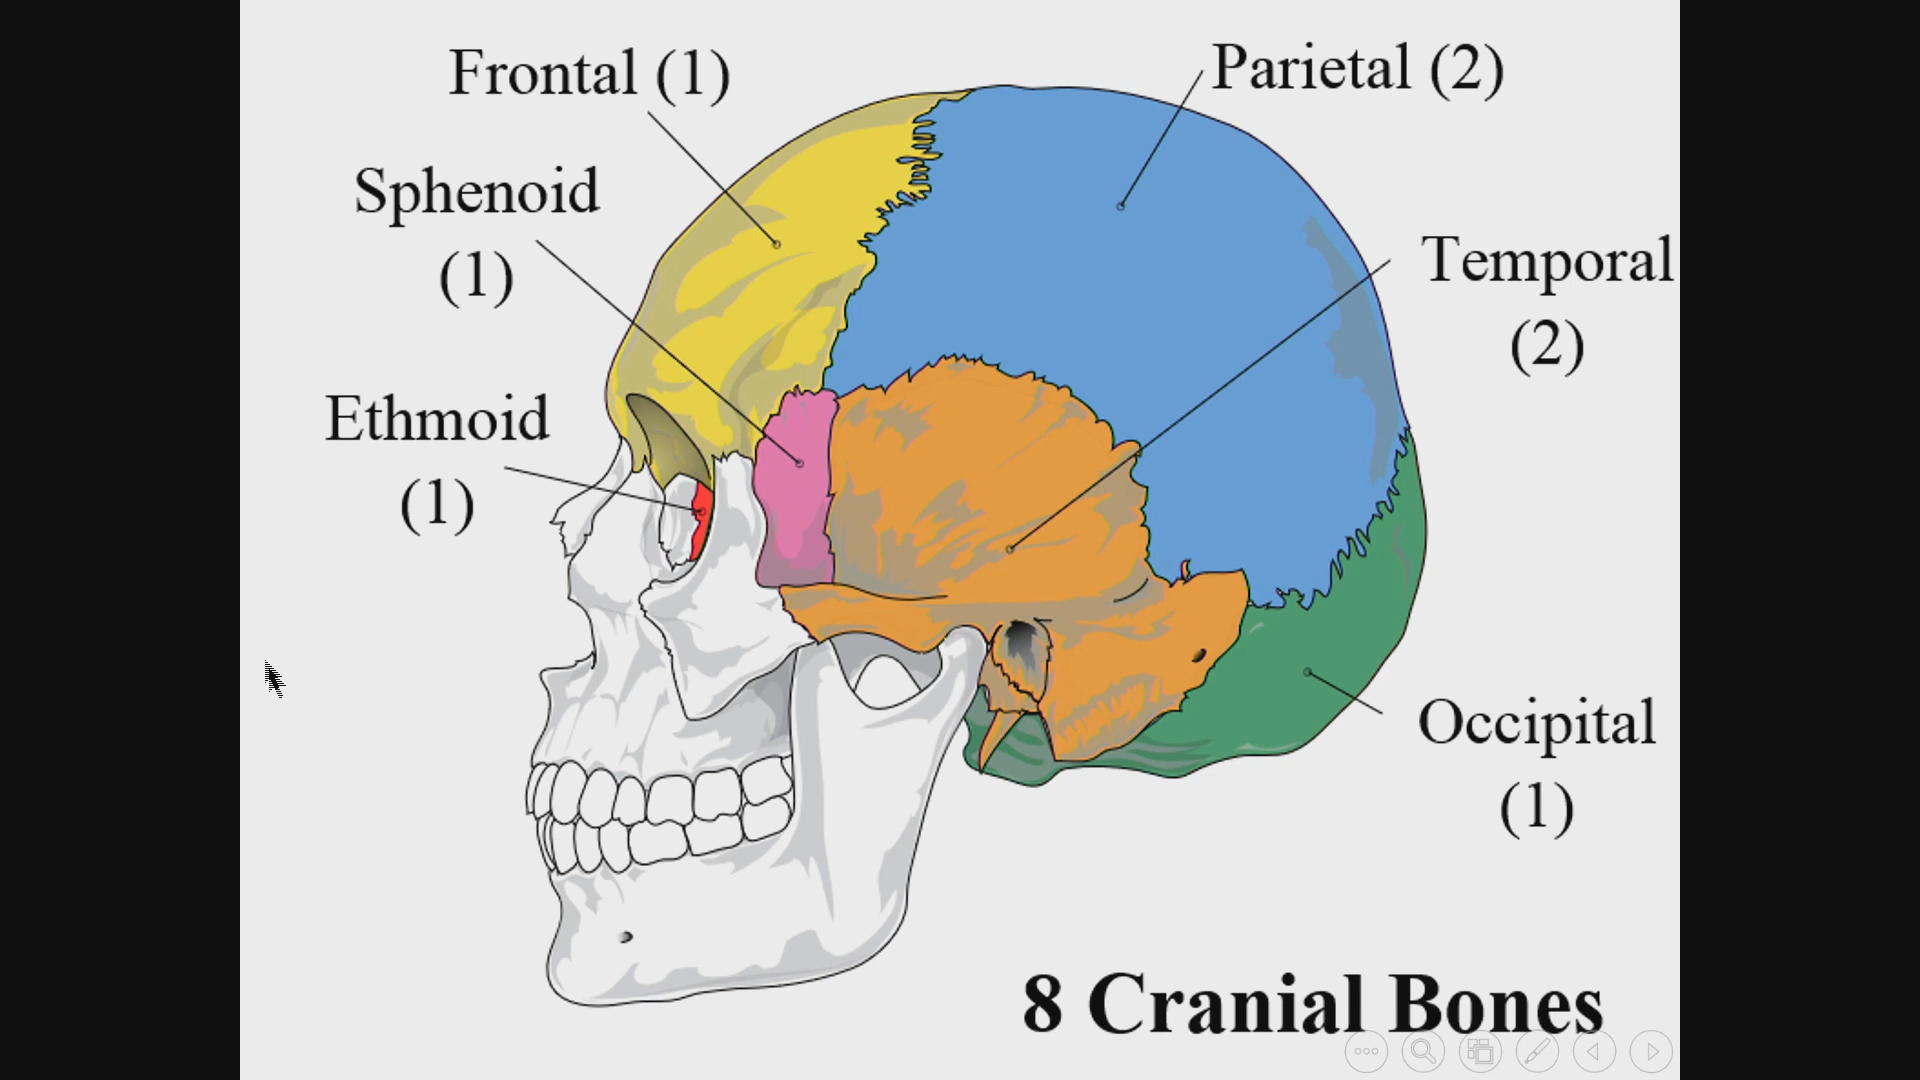 Frontal (1)
Parietal (2)
Sphenoid
(1)
Temporal
(2)
Ethmoid
(1)
Occipital
(1)
8 Cranial Bones